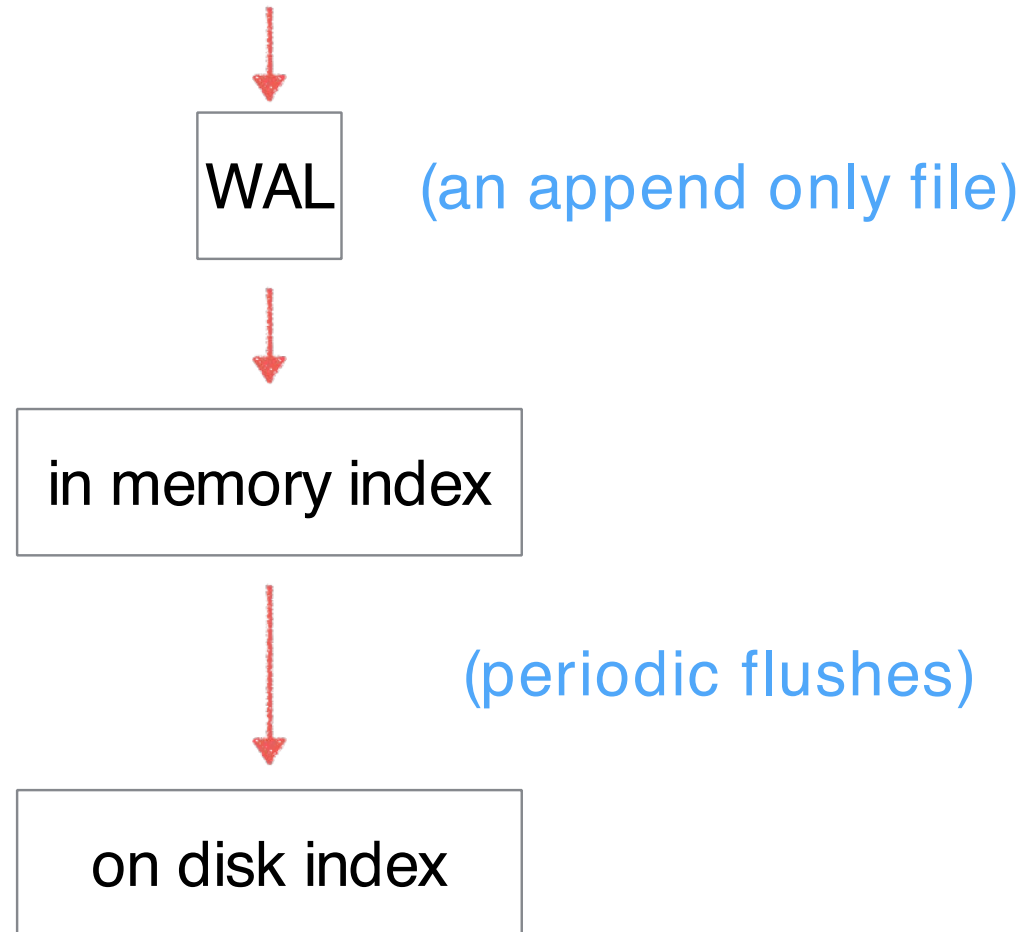 WAL
(an append only file)
in memory index
(periodic flushes)
on disk index